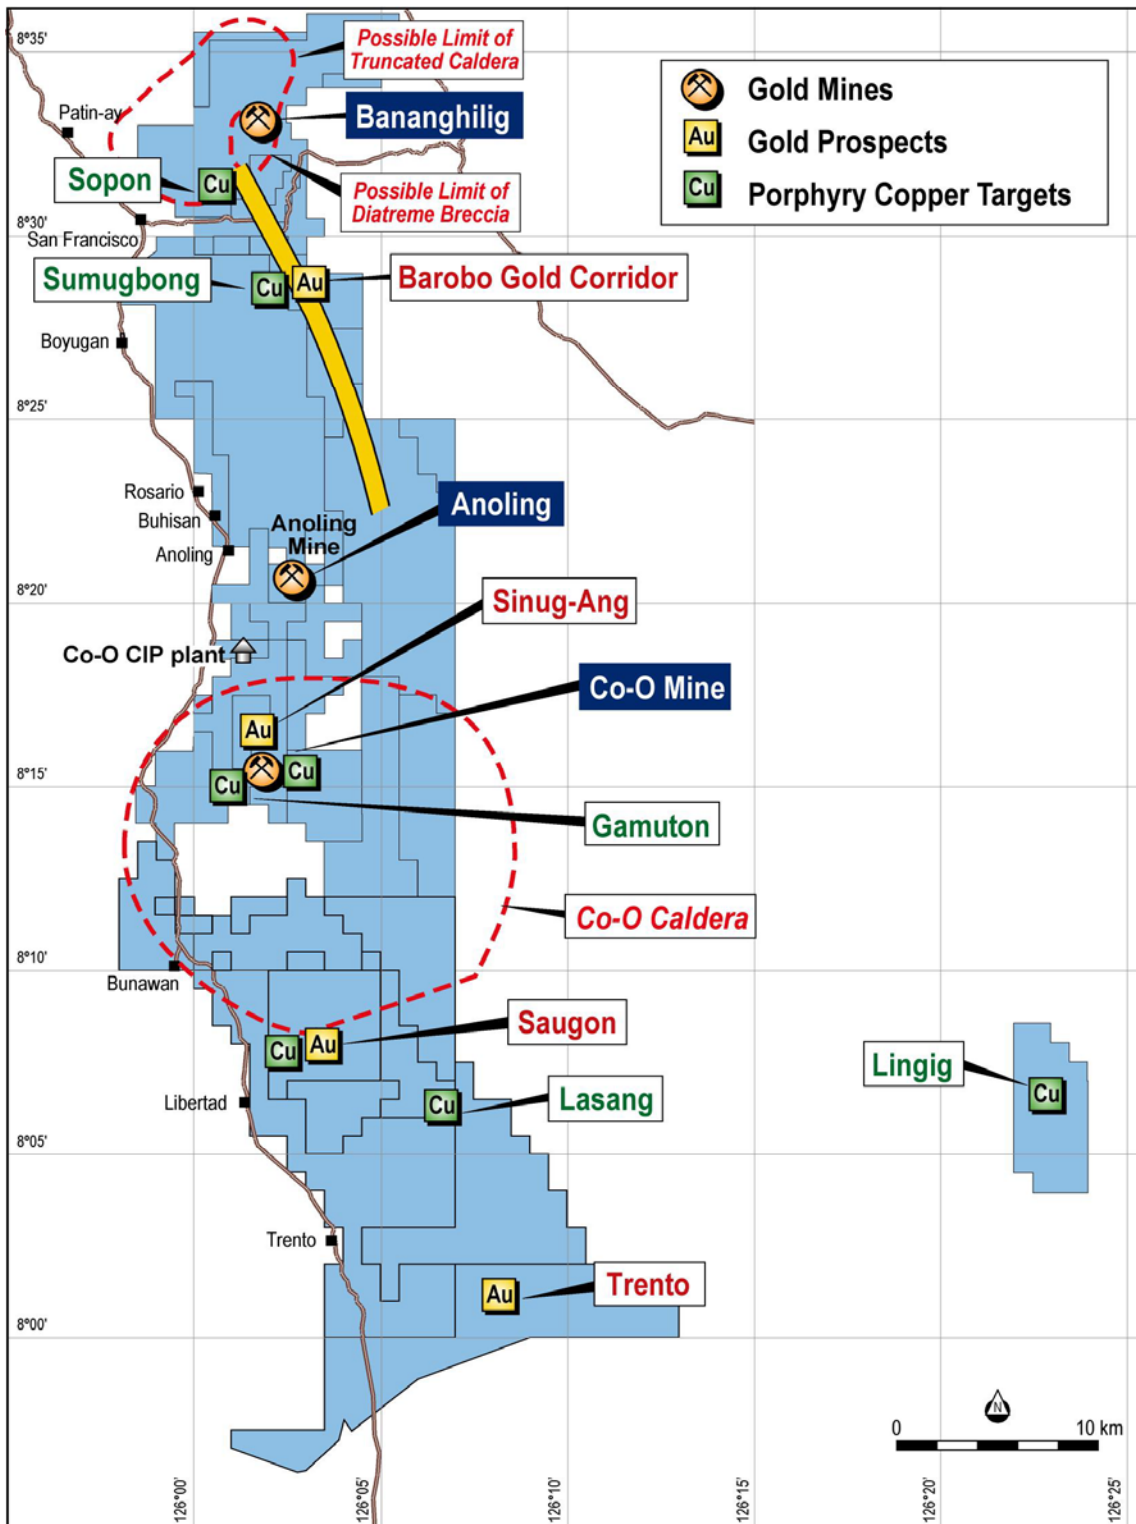 8°35'
Possible Limit of
Truncated Caldera
Gold Mines
Patin-ay
Bananghilig
Au
Gold Prospects
Sopon
Cu
Possible Limit of
Diatreme Breccia
Cu
Porphyry Copper Targets
8°30'
San Francisco
Sumugbong
Cu
Au
Barobo Gold Corridor
Boyugan
8°25'
Rosario
Buhisan
Anoling
Anoling
Mine
Anoling
8°20'
Sinug-Ang
Co-O CIP plant
Co-O Mine
Au
8°15'
Cu
Cu
Gamuton
Co-O Caldera
8°10'
Bunawan
Saugon
Cu
Au
Lingig
Cu
Libertad
Cu
Lasang
8°05'
Trento
Au
Trento
8°00'
N
0
10 km
126°00'
126°05'
126°10'
126°15'
126°20'
126°25'